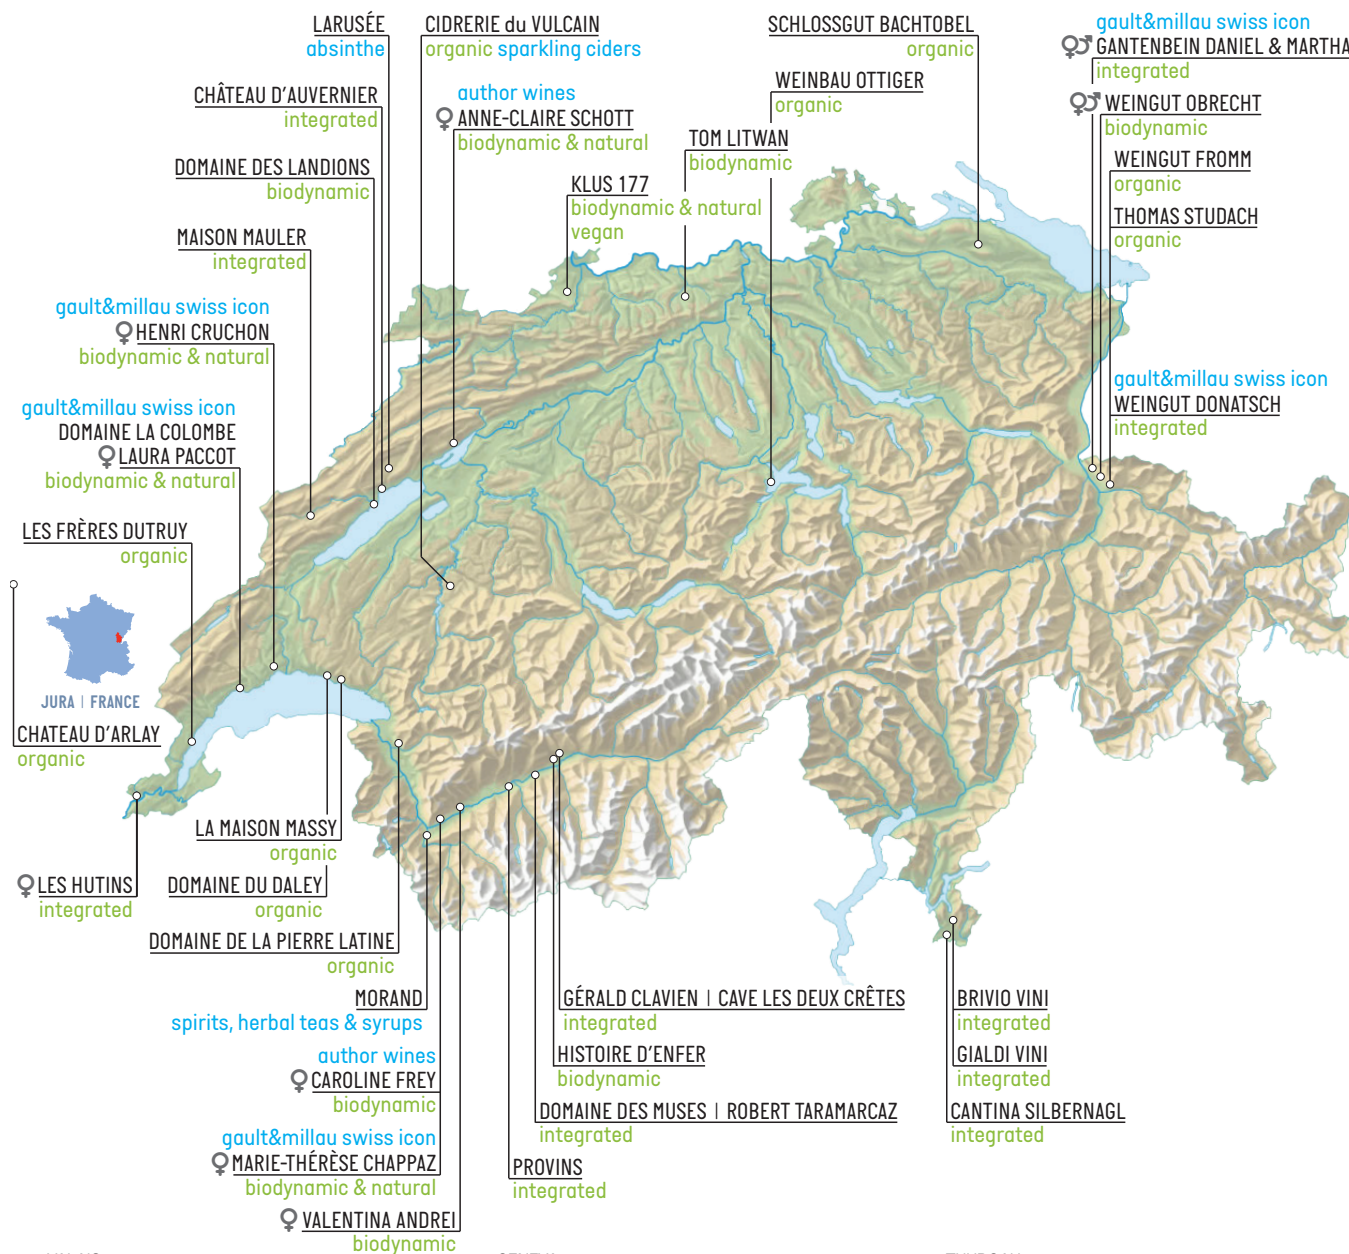 LARUSÉE
absinthe
CIDRERIE du VULCAIN
organic sparkling ciders
SCHLOSSGUT BACHTOBEL
organic
gault&millau swiss icon
GANTENBEIN DANIEL & MARTHA
integrated
CHÂTEAU D'AUVERNIER
integrated
author wines
ANNE-CLAIRE SCHOTT
biodynamic & natural
WEINBAU OTTIGER
organic
WEINGUT OBRECHT
biodynamic
TOM LITWAN
biodynamic
DOMAINE DES LANDIONS
biodynamic
KLUS 177
biodynamic & natural
vegan
WEINGUT FROMM
organic
THOMAS STUDACH
organic
MAISON MAULER
integrated
gault&millau swiss icon
HENRI CRUCHON
biodynamic & natural
gault&millau swiss icon
WEINGUT DONATSCH
integrated
gault&millau swiss icon
DOMAINE LA COLOMBE
LAURA PACCOT
biodynamic & natural
LES FRÈRES DUTRUY
organic
JURA | FRANCE
CHATEAU D'ARLAY
organic
LA MAISON MASSY
organic
LES HUTINS
integrated
DOMAINE DU DALEY
organic
DOMAINE DE LA PIERRE LATINE
organic
MORAND
spirits, herbal teas & syrups
GÉRALD CLAVIEN | CAVE LES DEUX CRÊTES
integrated
BRIVIO VINI
integrated
author wines
CAROLINE FREY
biodynamic
HISTOIRE D'ENFER
biodynamic
GIALDI VINI
integrated
DOMAINE DES MUSES | ROBERT TARAMARCAZ
integrated
CANTINA SILBERNAGL
integrated
gault&millau swiss icon
MARIE-THÉRÈSE CHAPPAZ
biodynamic & natural
PROVINS
integrated
VALENTINA ANDREI
biodynamic